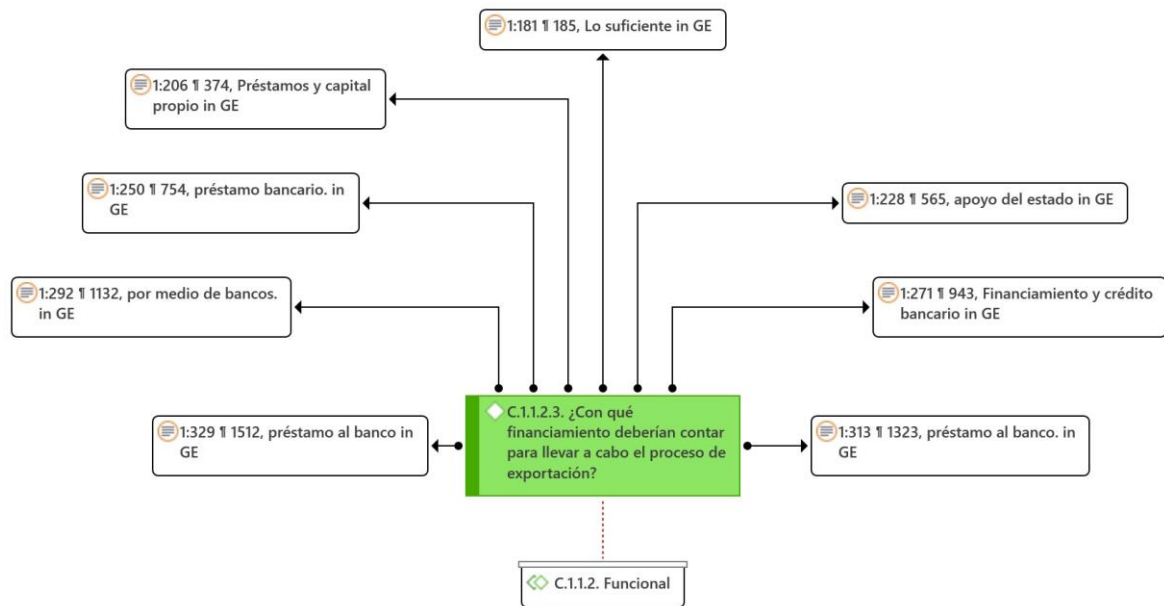 1:181 ¶ 185, Lo suficiente in GE
1:206 ¶ 374, Préstamos y capital
propio in GE
1:250 ¶ 754, préstamo bancario. in
GE
1:228 ¶ 565, apoyo del estado in GE
1:292 ¶ 1132, por medio de bancos.
in GE
1:271 ¶ 943, Financiamiento y crédito
bancario in GE
1:329 ¶ 1512, préstamo al banco in
GE
C.1.1.2.3. ¿Con qué
financiamiento deberían contar
para llevar a cabo el proceso de
exportación?
1:313 ¶ 1323, préstamo al banco. in
GE
C.1.1.2. Funcional